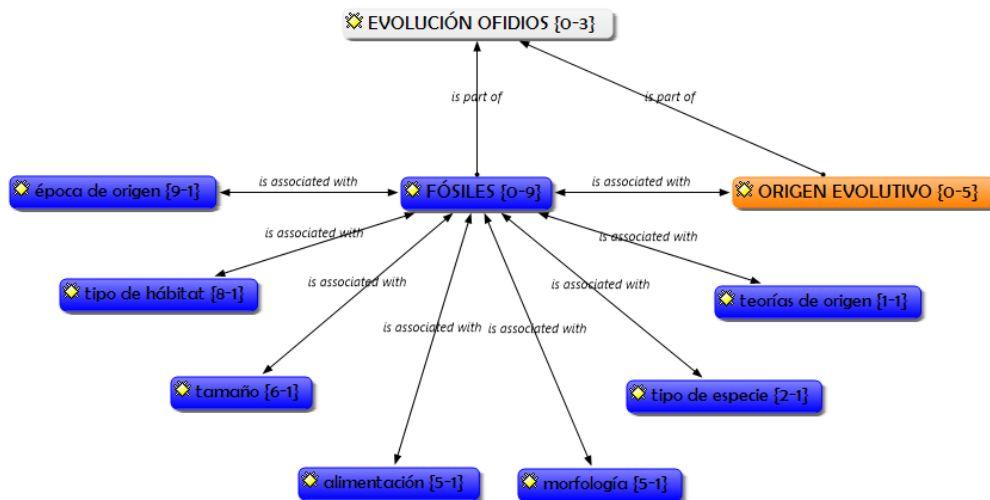 EVOLUCIÓN OFIDIOS {0-3}
is part of
is part of
época de origen {9-1}
is associated with
FÓSILES {0-9}
is associated with
ORIGEN EVOLUTIVO {0-5}
is associated with
is associated with
is associated with
is associated with
tipo de hábitat {8-1}
teorías de origen {1-1}
is associated with
is associated with
tamaño {6-1}
tipo de especie {2-1}
alimentación {5-1}
morfología {5-1}